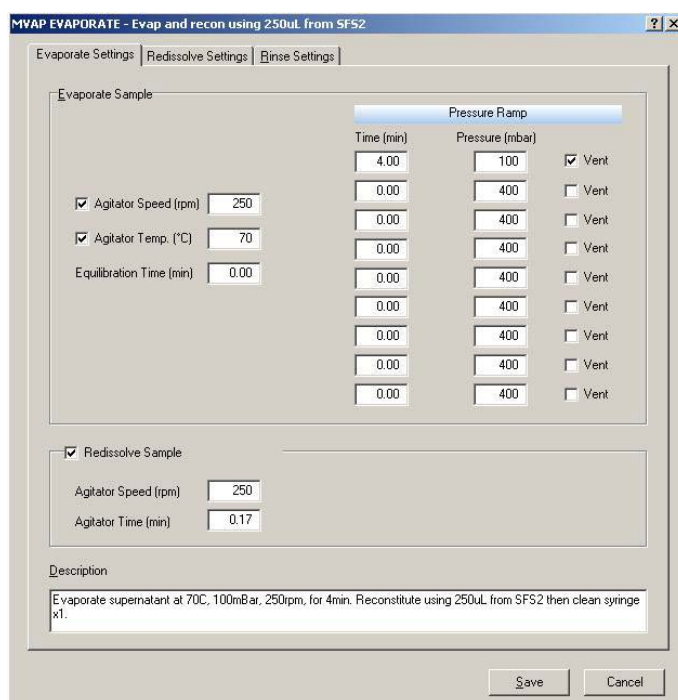 MVAP EVAPORATE - Evap and recon using 250uL from SFS2
Evaporate Settings Redissolve Settings Rinse Settings
Evaporate Sample
Pressure Ramp
Time (min) Pressure (mbar)
4.00 100 Vent
Agitator Speed (rpm) 250 0.00 400 Vent
0.00 400 Vent
Agitator Temp. (°C) 70 0.00 400 Vent
Equilibration Time (min) 0.00 0.00 400 Vent
0.00 400 Vent
0.00 400 Vent
0.00 400 Vent
0.00 400 Vent
Redissolve Sample
Agitator Speed (rpm) 250
Agitator Time (min) 0.17
Description
Evaporate supernatant at 70C, 100mBar, 250rpm, for 4min. Reconstitute using 250uL from SFS2 then clean syringe
x1.
Save Cancel